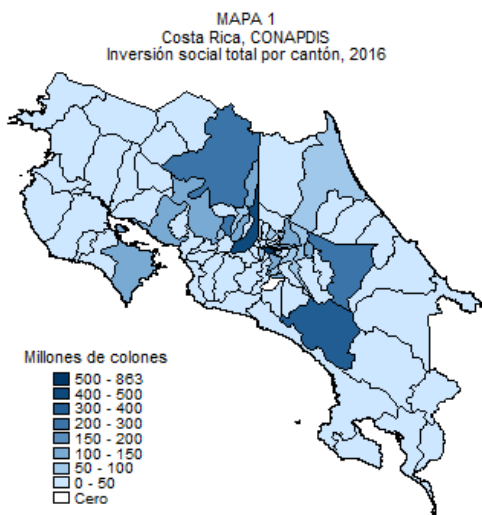 MAPA 1
Costa Rica, CONAPDIS
Inversión social total por cantón, 2016
Millones de colones
500 - 863
400 - 500
300 - 400
200 - 300
150 - 200
100 - 150
50 - 100
0 - 50
Cero